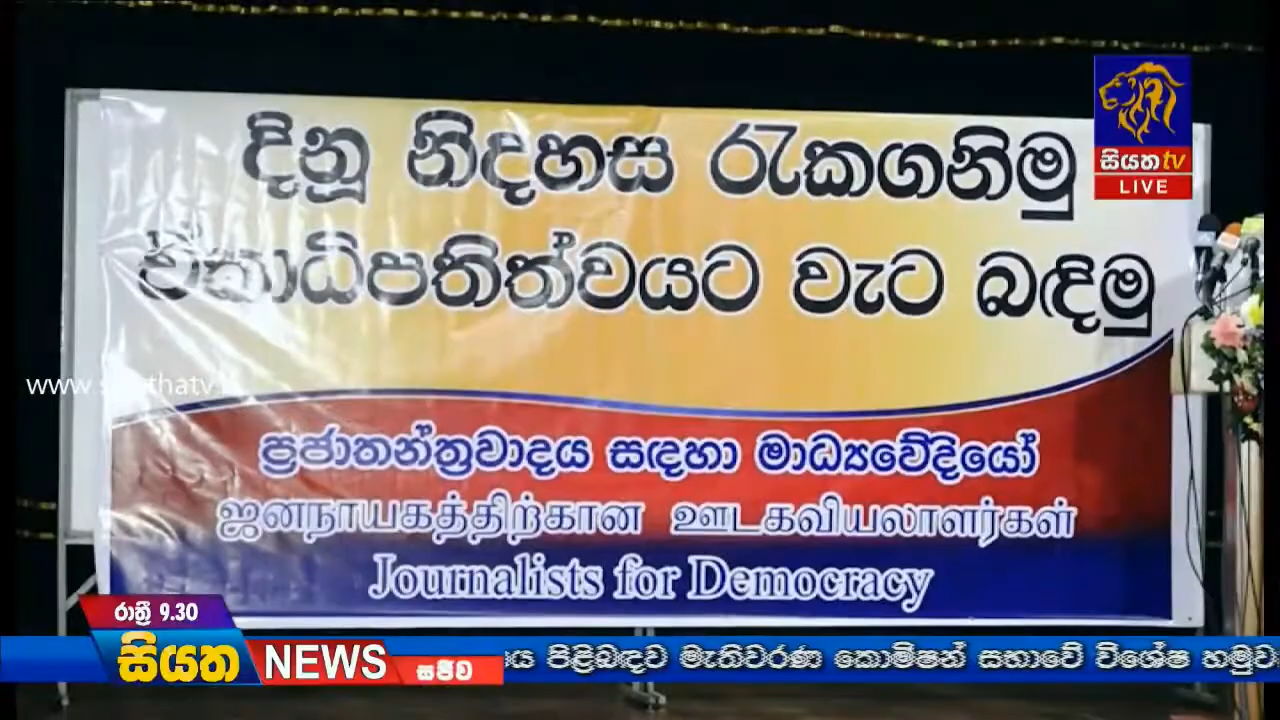 දිනූ නිදහස රැකගනිමු
ඒකාධිපතිත්වයට වැට බඳිමු
ප්‍රජාතන්ත්‍රවාදය සඳහා මාධ්‍යවේදියෝ
ஜனநாயகத்திற்கான ஊடகவியலாளர்கள்
Journalists for Democracy
සියත tv
LIVE
රාත්‍රී 9.30
සියත NEWS
සජීව
පිළිබඳව මැතිවරණ කොමිෂන් සභාවේ විශේෂ